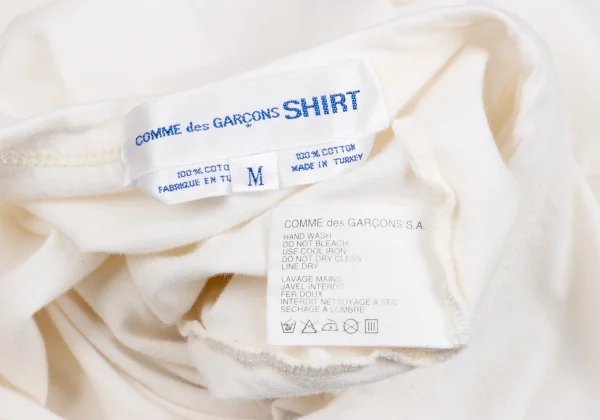 COMME des GARÇONS SHIRT
100% COTO
FABRIQUE EN TU
M
100% COTTON
MADE IN TURKEY
COMME des GARÇONS S.A.
HAND WASH
DO NOT BLEACH
USE COOL IRON
DO NOT DRY CLEAN
LINE DRY
LAVAGE MAINS
JAVEL INTERDIT
FER DOUX
INTERDIT NETTOYAGE A SEC
SECHAGE A L'OMBRE